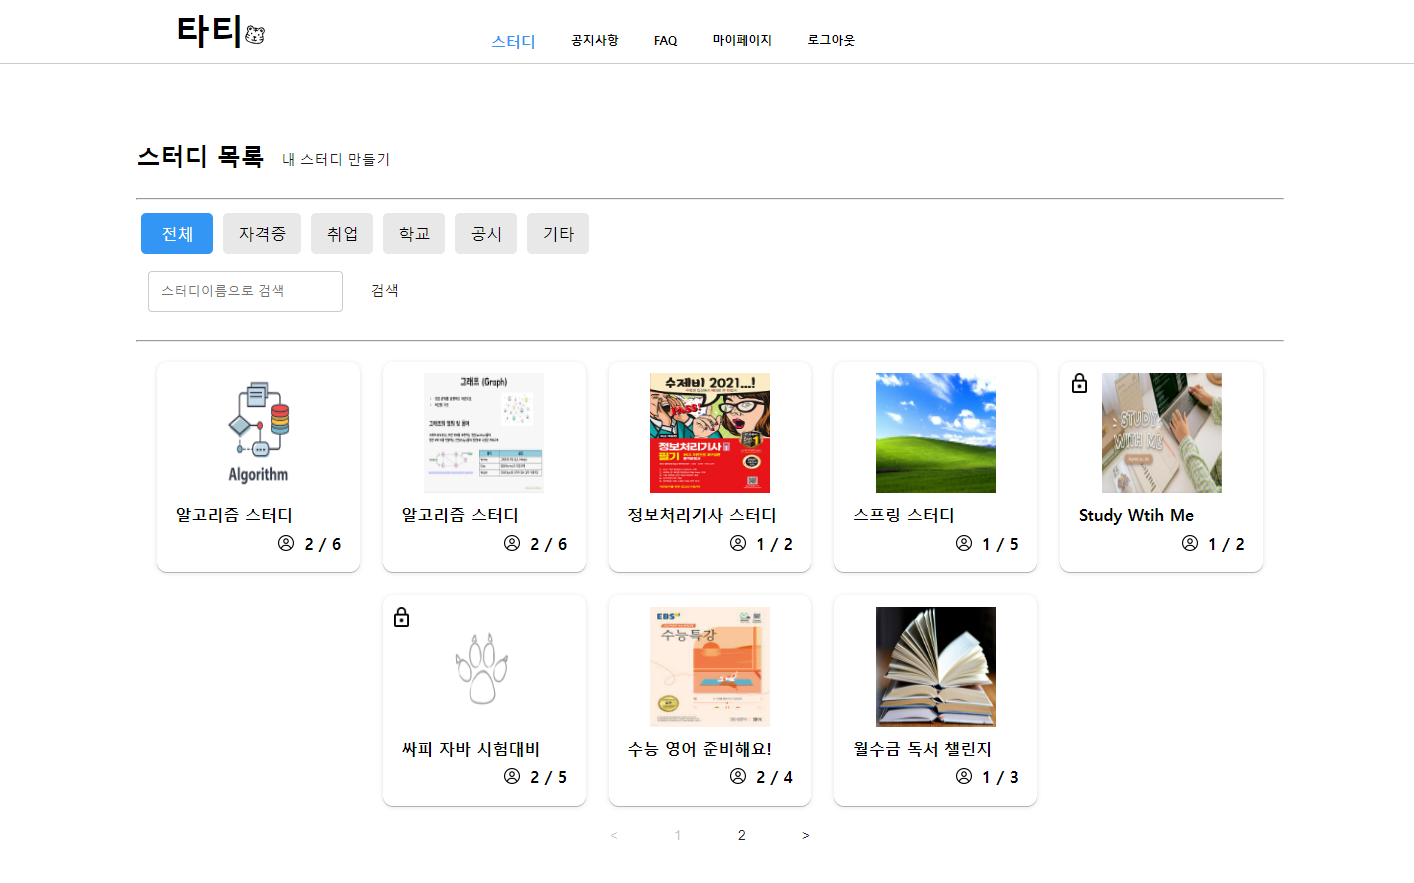 타티
스터디 공지사항 FAQ 마이페이지 로그아웃
스터디 목록 내 스터디 만들기
전체 자격증 취업 학교 공시 기타
스터디이름으로 검색 검색
그래프 (Graph)
수제비 2021...!
PASS!
정보처리기사
필기
STUDY
WITH ME
Algorithm
알고리즘 스터디
2 / 6
알고리즘 스터디
2 / 6
정보처리기사 스터디
1 / 2
스프링 스터디
1 / 5
Study Wtih Me
1 / 2
EBS
수능특강
싸피 자바 시험대비
2 / 5
수능 영어 준비해요!
2 / 4
월수금 독서 챌린지
1 / 3
< 1 2 >